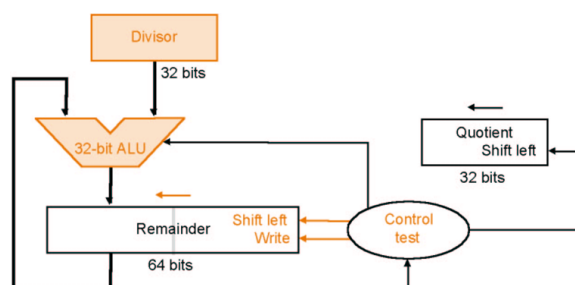 Divisor
32 bits
32-bit ALU
Quotient
Shift left
32 bits
Remainder
Shift left
Write
Control
test
64 bits